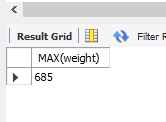 Result Grid Filter R
MAX(weight)
685